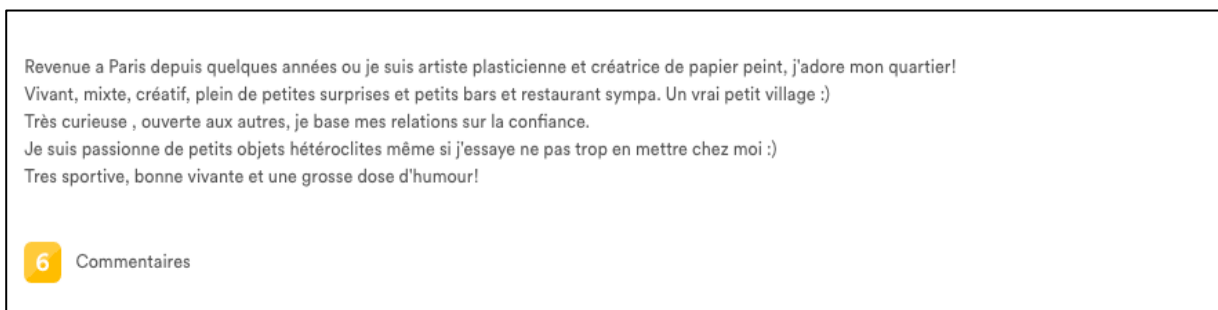 Revenue a Paris depuis quelques années ou je suis artiste plasticienne et créatrice de papier peint, j'adore mon quartier!
Vivant, mixte, créatif, plein de petites surprises et petits bars et restaurant sympa. Un vrai petit village :)
Très curieuse , ouverte aux autres, je base mes relations sur la confiance.
Je suis passionne de petits objets hétéroclites même si j'essaye ne pas trop en mettre chez moi :)
Tres sportive, bonne vivante et une grosse dose d'humour!
6 Commentaires